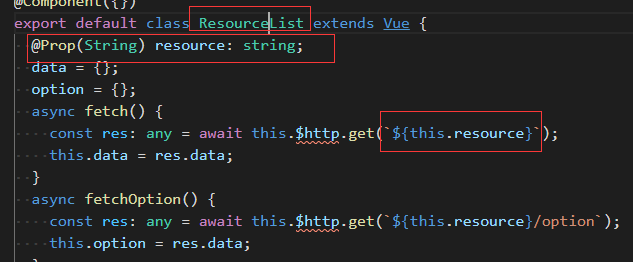 @Component({})
export default class ResourceList extends Vue {
@Prop(String) resource: string;
data = {};
option = {};
async fetch() {
const res: any = await this.$http.get(`${this.resource}`);
this.data = res.data;
}
async fetchOption() {
const res: any = await this.$http.get(`${this.resource}/option`);
this.option = res.data;
}